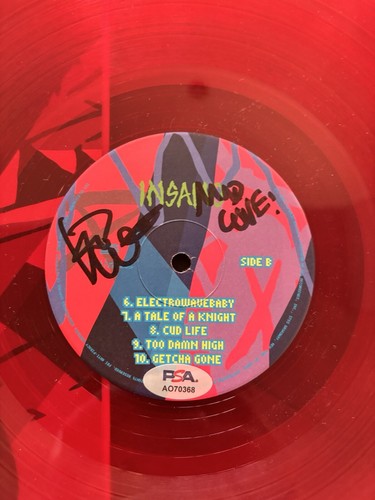 INSANO
MAD
LOVE!
SIDE B
6. ELECTROWAVEBABY
7. A TALE OF A KNIGHT
8. CUD LIFE
9. TOO DAMN HIGH
10. GETCHA GONE
PSA.
AO70368